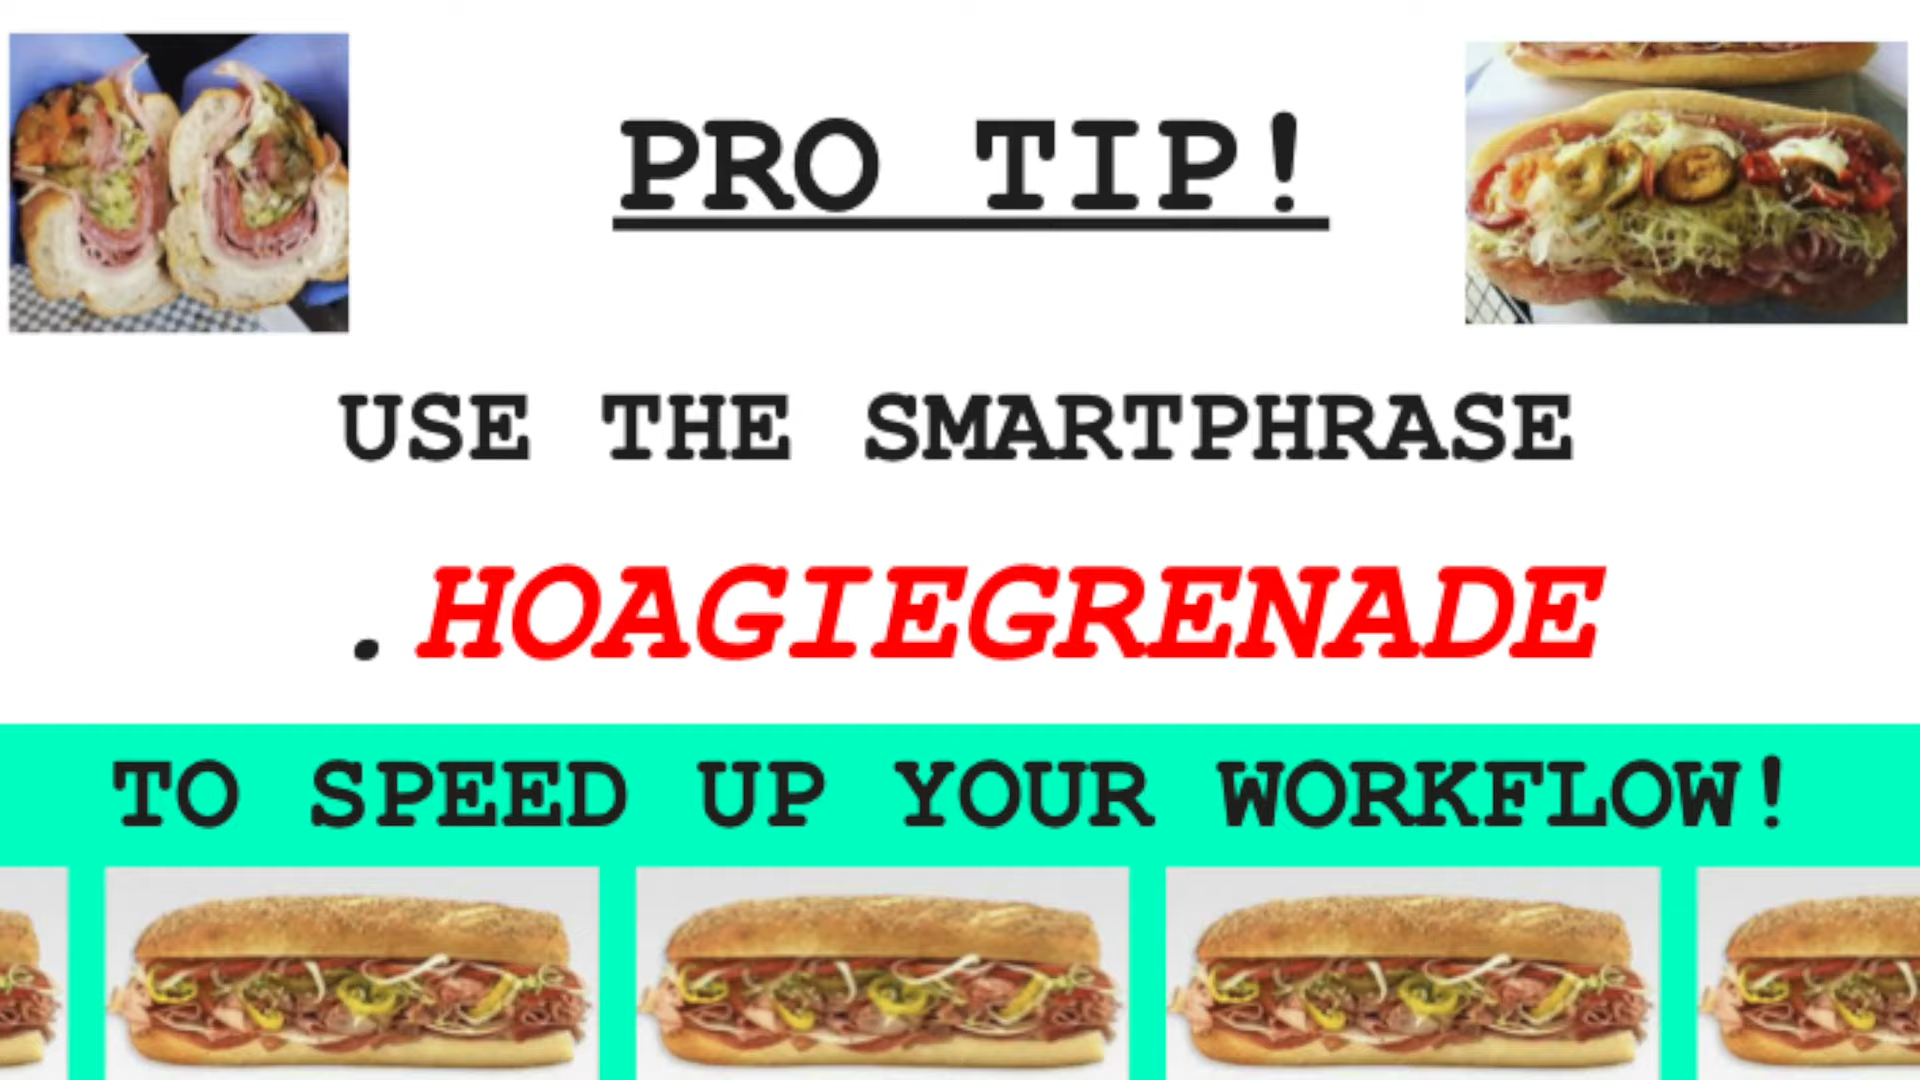 PRO TIP!
USE THE SMARTPHRASE
.HOAGIEGRENADE
TO SPEED UP YOUR WORKFLOW!